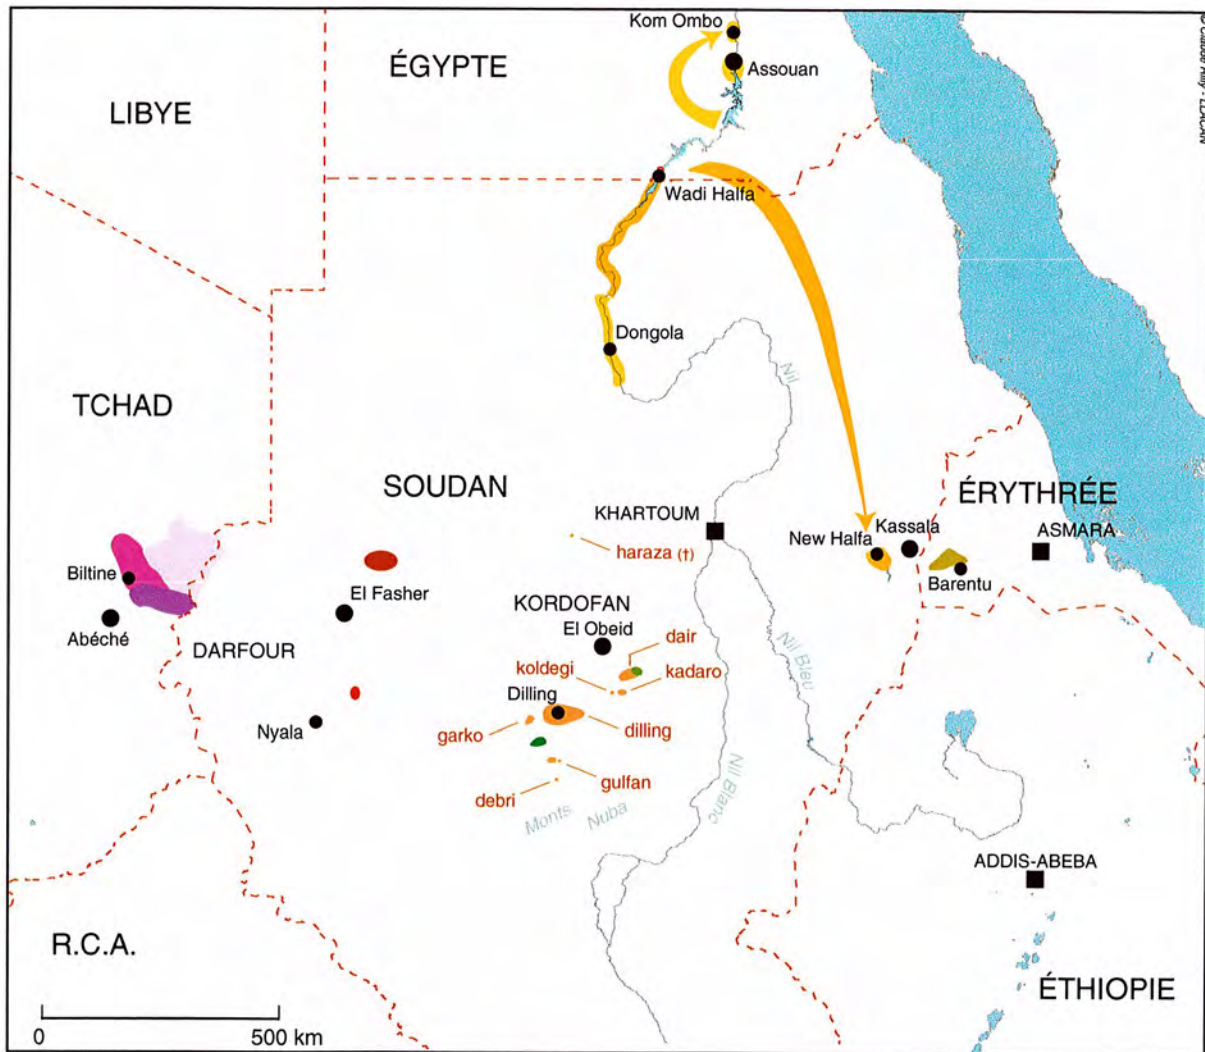 Kom Ombo
ÉGYPTE
Assouan
LIBYE
Wadi Halfa
Dongola
Nil
TCHAD
SOUDAN
ÉRYTHRÉE
KHARTOUM
Kassala
ASMARA
New Halfa
haraza (†)
Biltine
Barentu
El Fasher
KORDOFAN
El Obeid
Abéché
dair
DARFOUR
Nil Bleu
koldegi
kadaro
Dilling
Nyala
garko
dilling
gulfan
debri
Nil Blanc
Monts Nuba
ADDIS-ABEBA
R.C.A.
ÉTHIOPIE
0
500 km